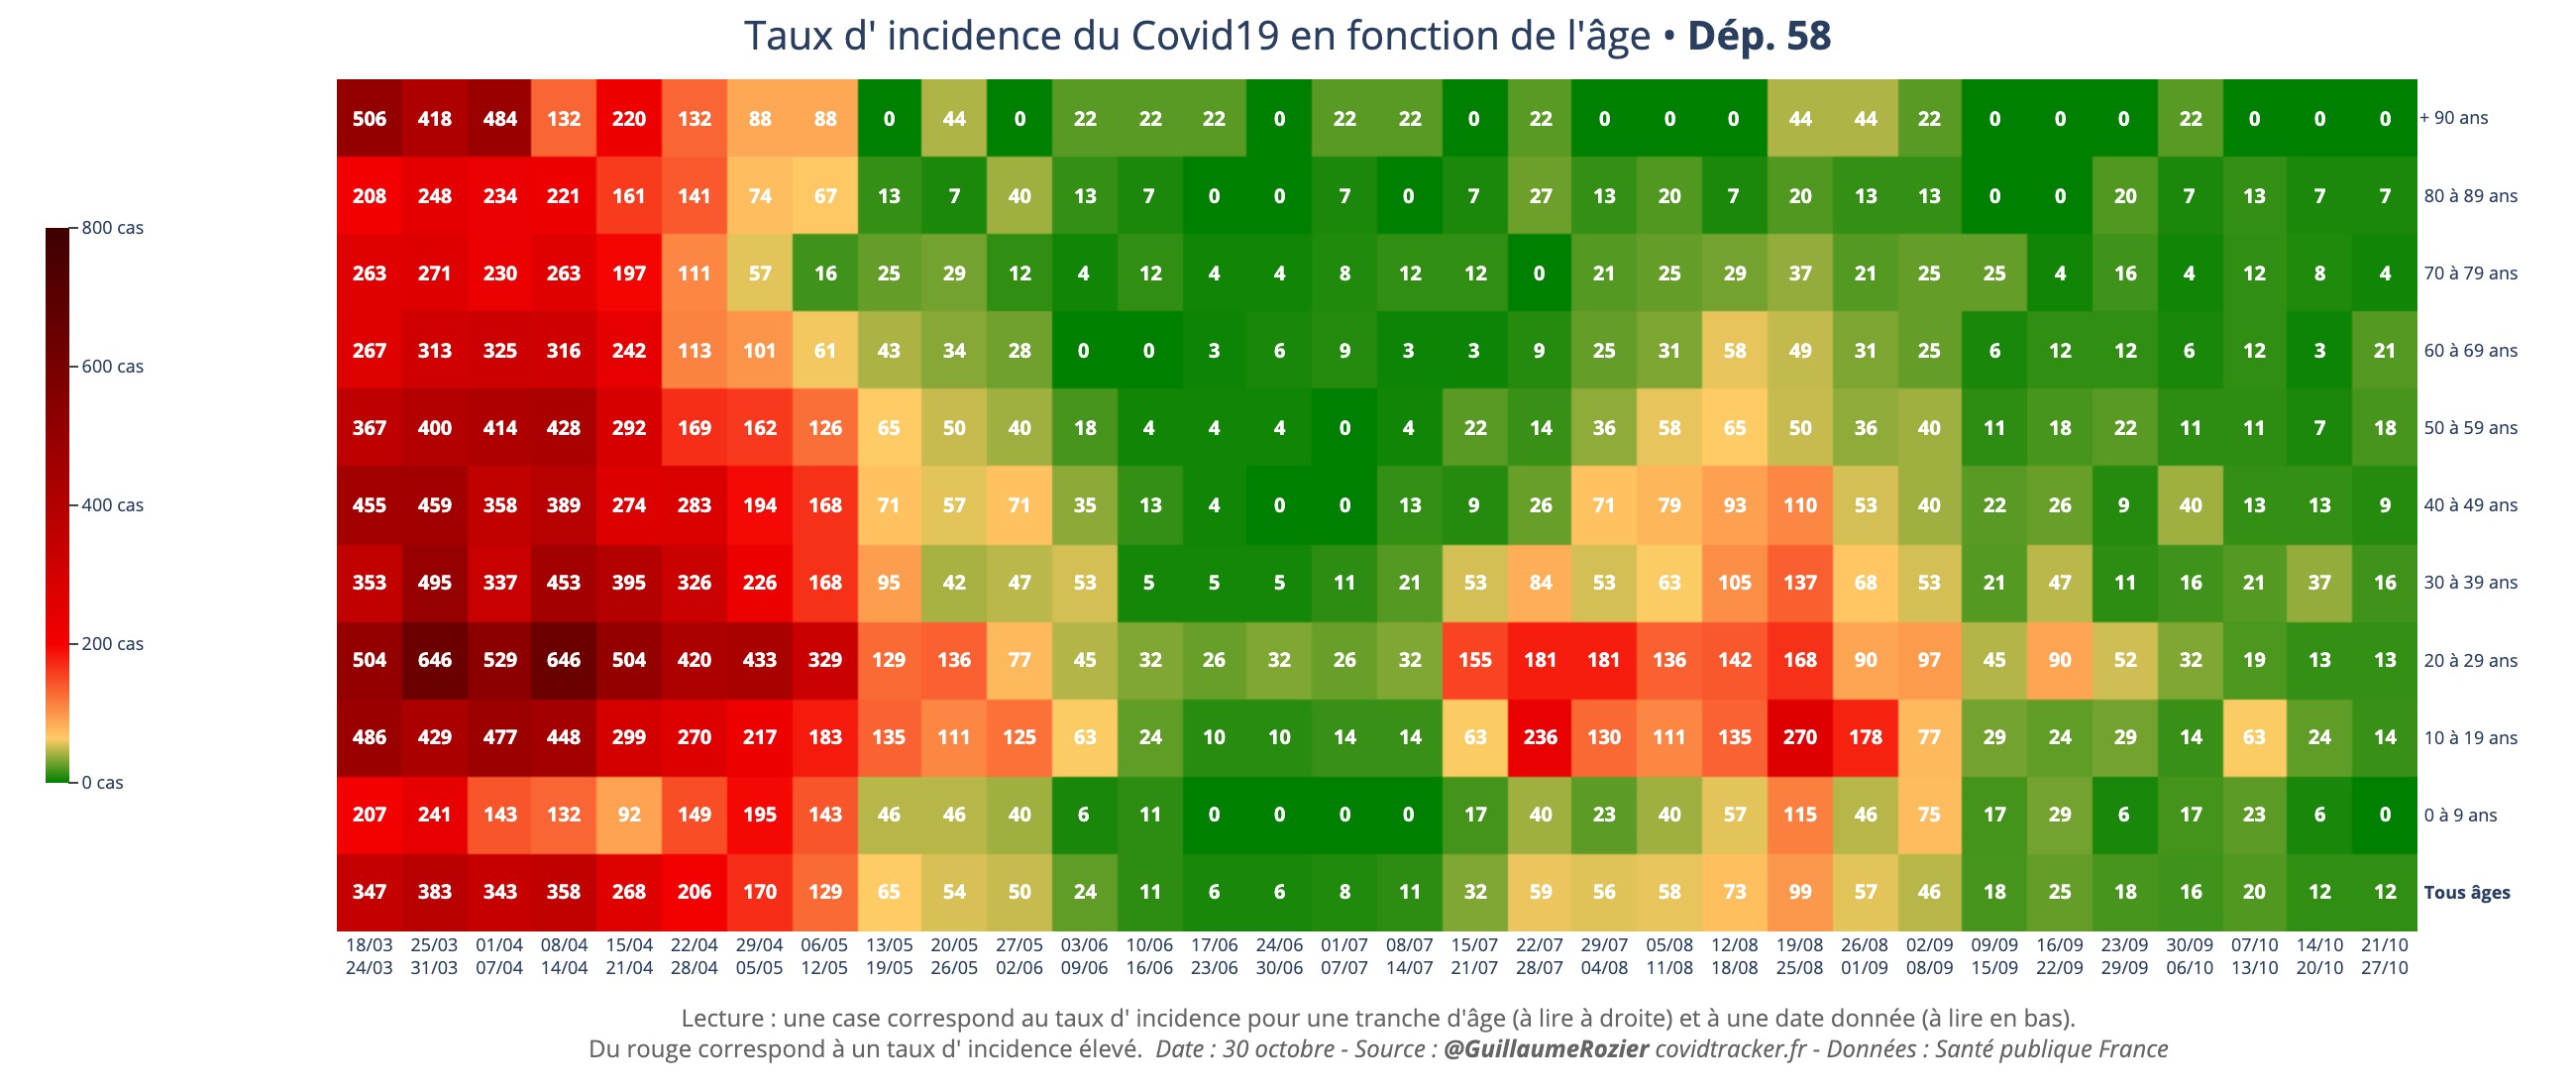 Taux d' incidence du Covid19 en fonction de l'âge • Dép. 58
506 418 484 132 220 132 88 88 0 44 0 22 22 22 0 22 22 0 22 0 0 0 44 44 22 0 0 0 22 0 0 0 + 90 ans
208 248 234 221 161 141 74 67 13 7 40 13 7 0 0 7 0 7 27 13 20 7 20 13 13 0 0 20 7 13 7 7 80 à 89 ans
800 cas
263 271 230 263 197 111 57 16 25 29 12 4 12 4 4 8 12 12 0 21 25 29 37 21 25 25 4 16 4 12 8 4 70 à 79 ans
267 313 325 316 242 113 101 61 43 34 28 0 0 3 6 9 3 3 9 25 31 58 49 31 25 6 12 12 6 12 3 21 60 à 69 ans
600 cas
367 400 414 428 292 169 162 126 65 50 40 18 4 4 4 0 4 22 14 36 58 65 50 36 40 11 18 22 11 11 7 18 50 à 59 ans
400 cas
455 459 358 389 274 283 194 168 71 57 71 35 13 4 0 0 13 9 26 71 79 93 110 53 40 22 26 9 40 13 13 9 40 à 49 ans
353 495 337 453 395 326 226 168 95 42 47 53 5 5 5 11 21 53 84 53 63 105 137 68 53 21 47 11 16 21 37 16 30 à 39 ans
200 cas
504 646 529 646 504 420 433 329 129 136 77 45 32 26 32 26 32 155 181 181 136 142 168 90 97 45 90 52 32 19 13 13 20 à 29 ans
486 429 477 448 299 270 217 183 135 111 125 63 24 10 10 14 14 63 236 130 111 135 270 178 77 29 24 29 14 63 24 14 10 à 19 ans
0 cas
207 241 143 132 92 149 195 143 46 46 40 6 11 0 0 0 0 17 40 23 40 57 115 46 75 17 29 6 17 23 6 0 0 à 9 ans
347 383 343 358 268 206 170 129 65 54 50 24 11 6 6 8 11 32 59 56 58 73 99 57 46 18 25 18 16 20 12 12 Tous âges
18/03 25/03 01/04 08/04 15/04 22/04 29/04 06/05 13/05 20/05 27/05 03/06 10/06 17/06 24/06 01/07 08/07 15/07 22/07 29/07 05/08 12/08 19/08 26/08 02/09 09/09 16/09 23/09 30/09 07/10 14/10 21/10
24/03 31/03 07/04 14/04 21/04 28/04 05/05 12/05 19/05 26/05 02/06 09/06 16/06 23/06 30/06 07/07 14/07 21/07 28/07 04/08 11/08 18/08 25/08 01/09 08/09 15/09 22/09 29/09 06/10 13/10 20/10 27/10
Lecture : une case correspond au taux d' incidence pour une tranche d'âge (à lire à droite) et à une date donnée (à lire en bas).
Du rouge correspond à un taux d' incidence élevé. Date : 30 octobre - Source : @GuillaumeRozier covidtracker.fr - Données : Santé publique France